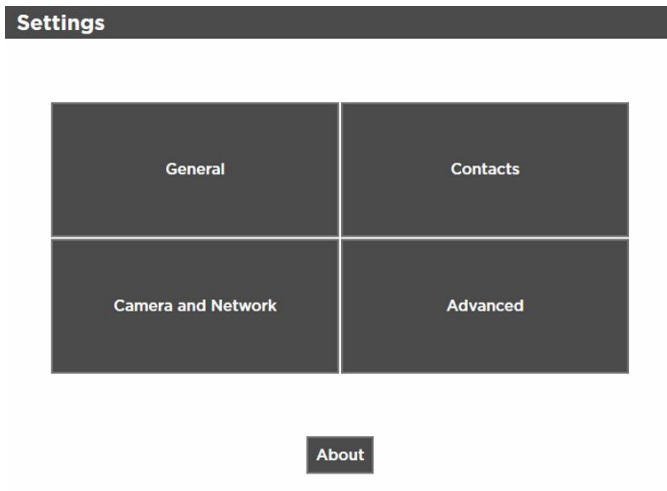 Settings
General
Contacts
Camera and Network
Advanced
About